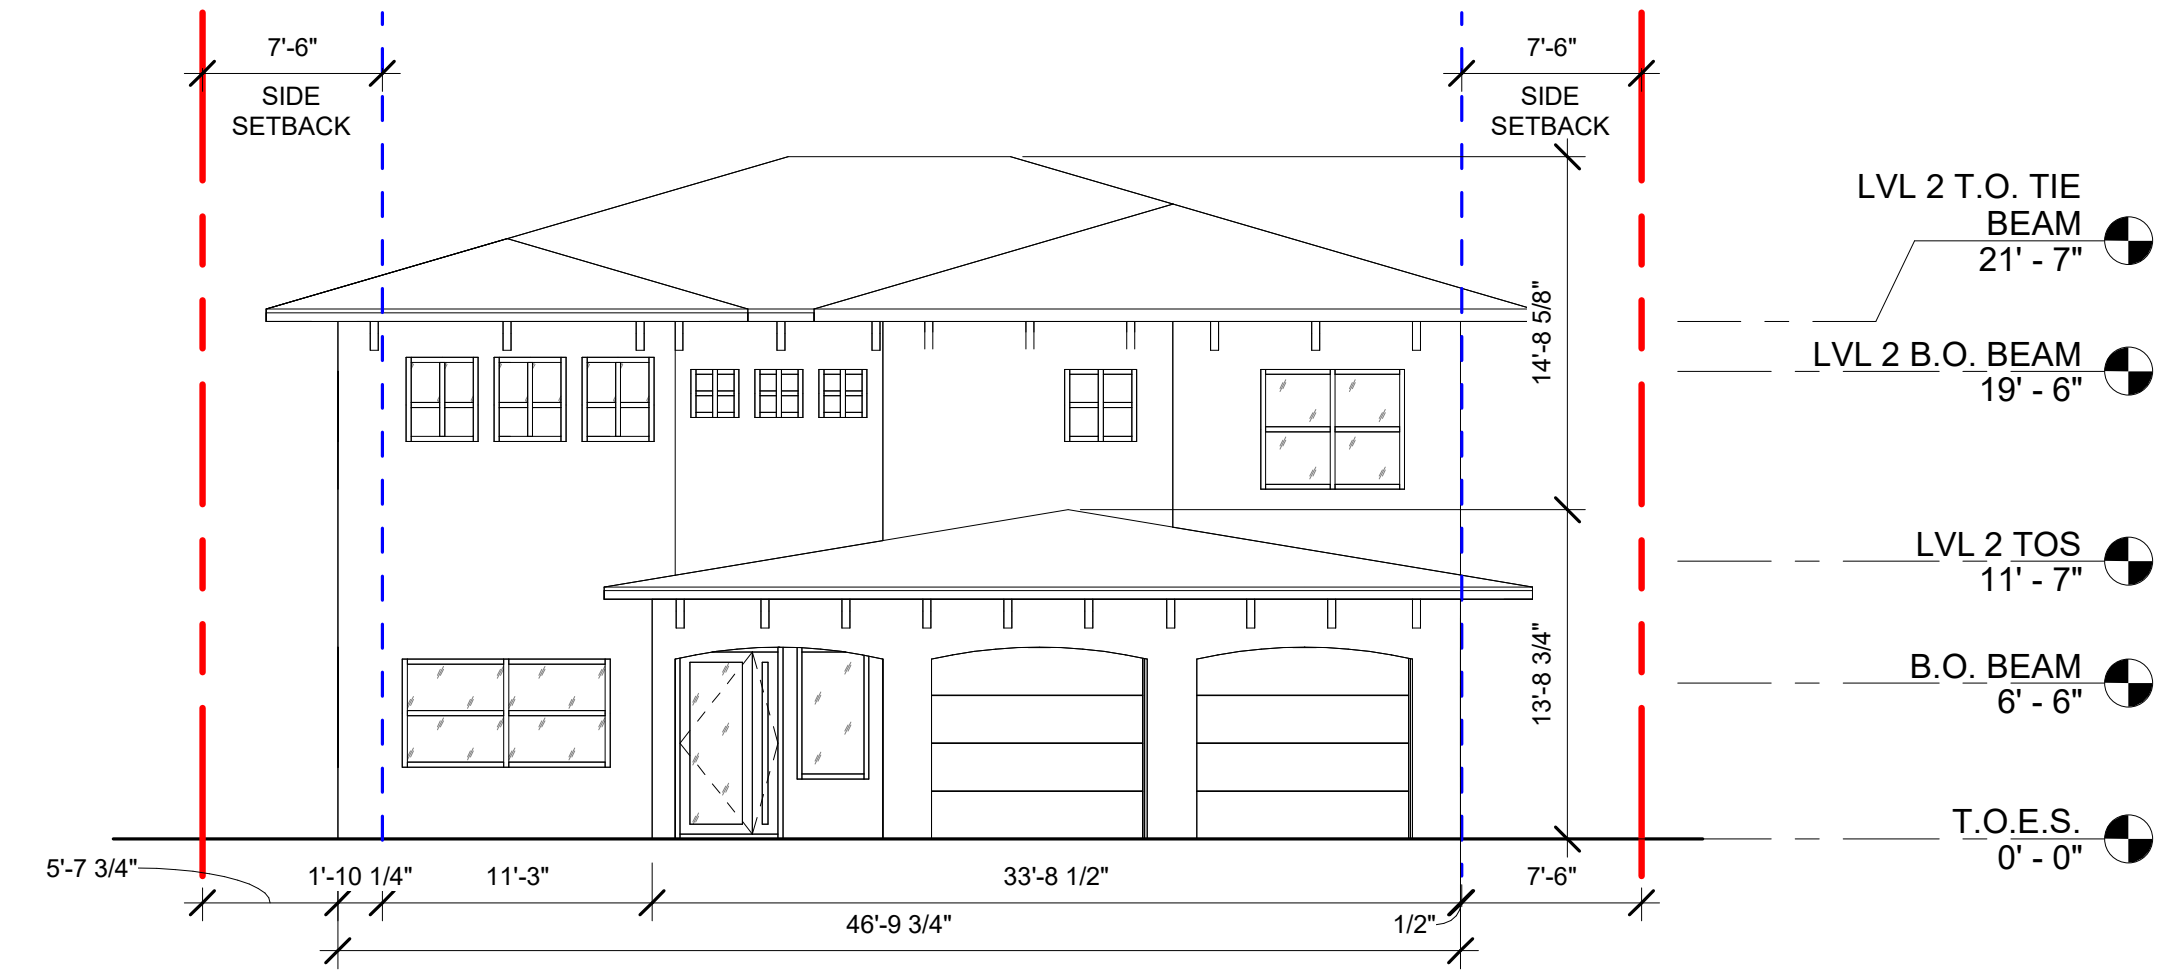 7'-6"
SIDE
SETBACK
7'-6"
SIDE
SETBACK
14'-8 5/8"
13'-8 3/4"
LVL 2 T.O. TIE
BEAM
21' - 7"
LVL 2 B.O. BEAM
19' - 6"
LVL 2 TOS
11' - 7"
B.O. BEAM
6' - 6"
T.O.E.S.
0' - 0"
5'-7 3/4"
1'-10 1/4"
11'-3"
33'-8 1/2"
7'-6"
46'-9 3/4"
1/2"